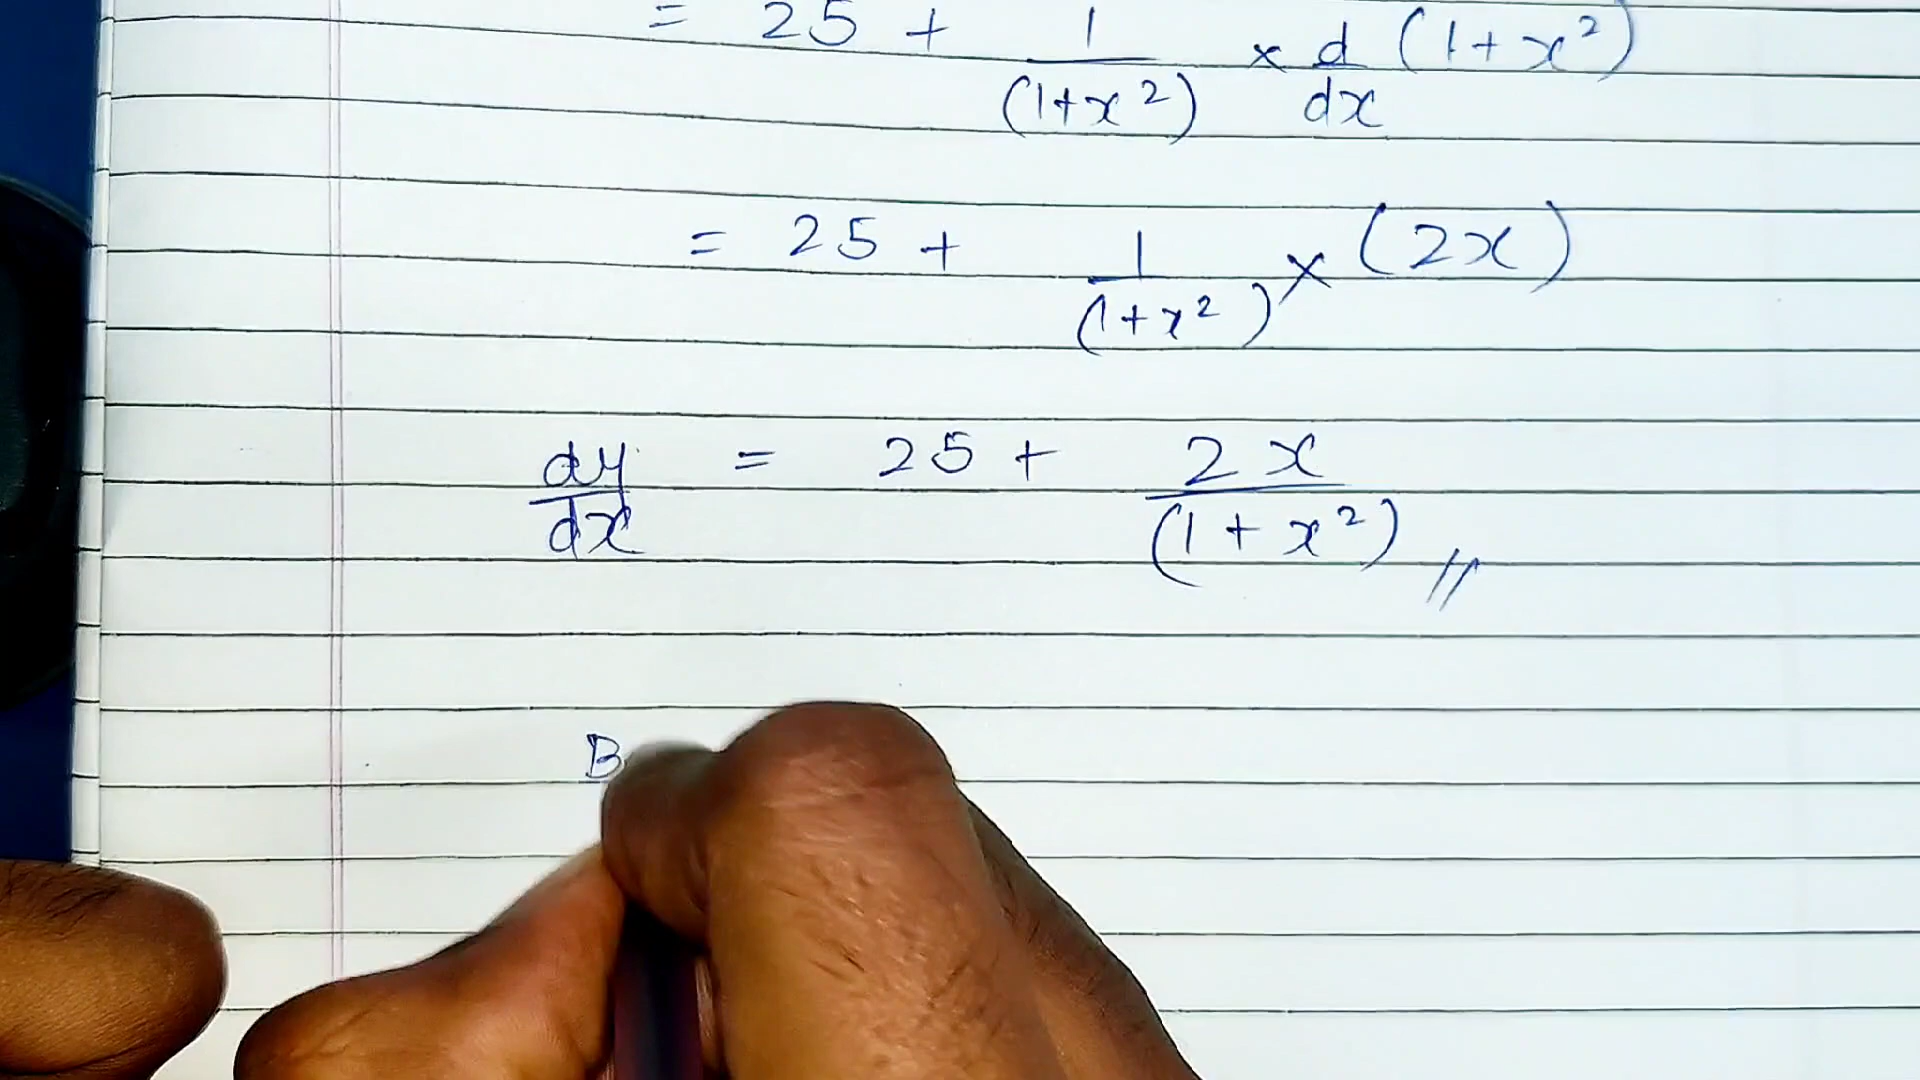 = 25 + 1/(1+x²) × d/dx (1+x²)
= 25 + 1/(1+x²) × (2x)
dy/dx = 25 + 2x/(1+x²) //
B